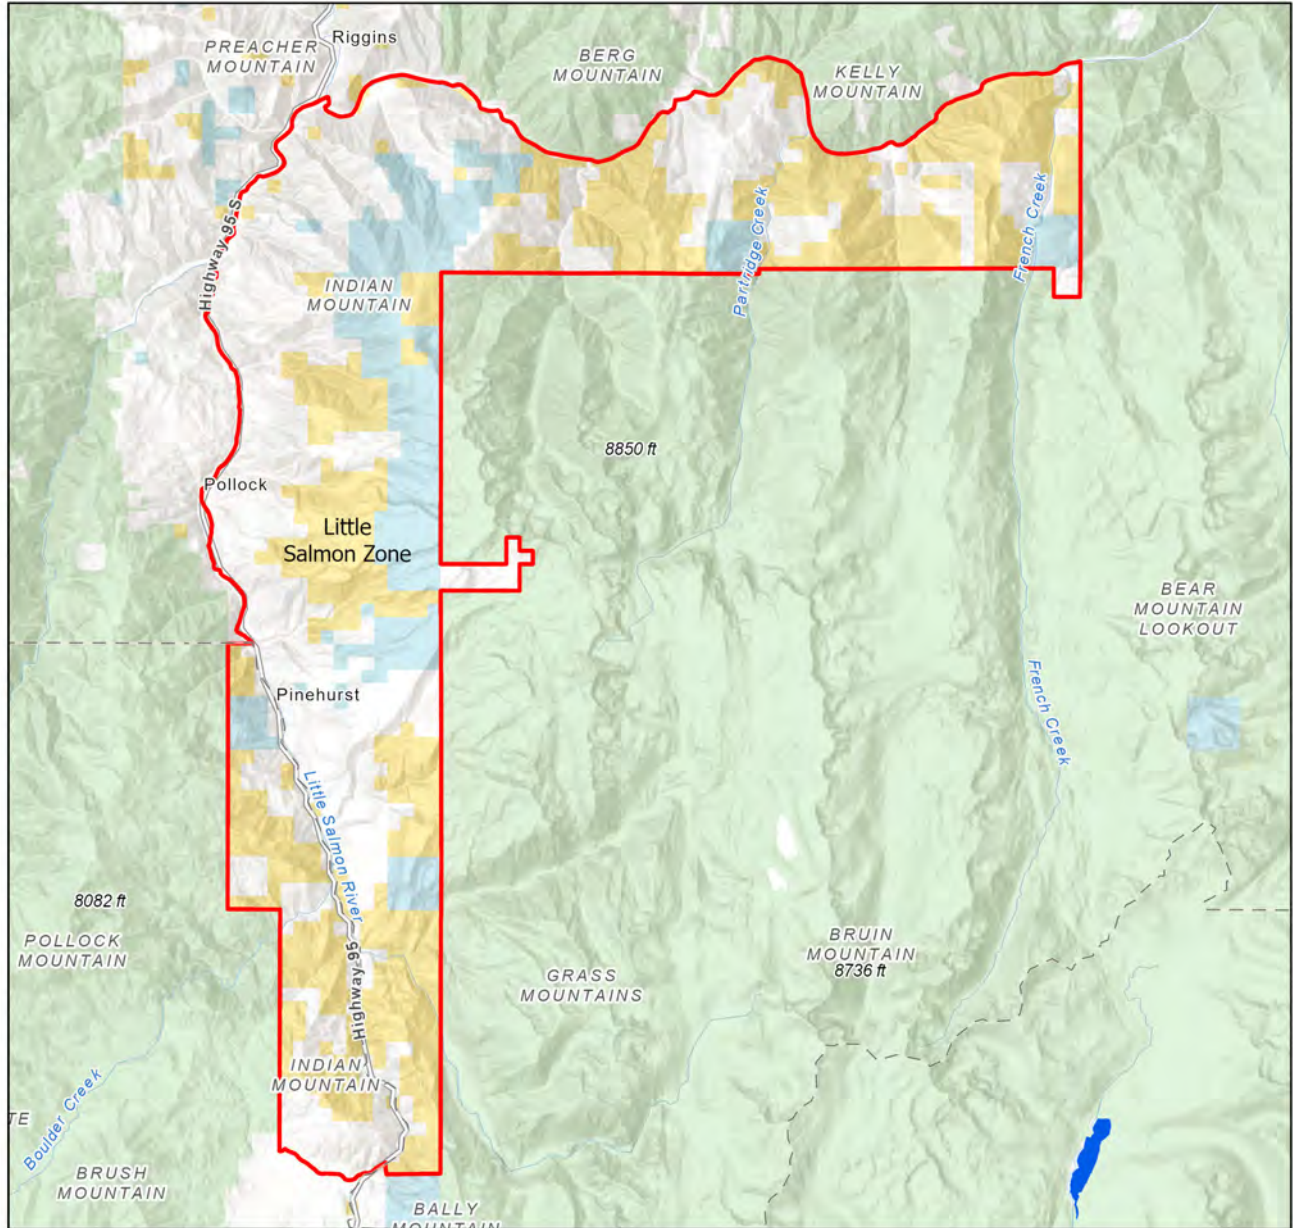 Riggins
PREACHER
MOUNTAIN
BERG
MOUNTAIN
KELLY
MOUNTAIN
Highway 95 S
Partridge Creek
French Creek
INDIAN
MOUNTAIN
8850 ft
Pollock
Little
Salmon Zone
BEAR
MOUNTAIN
LOOKOUT
Pinehurst
French Creek
Little Salmon River
8082 ft
POLLOCK
MOUNTAIN
BRUIN
MOUNTAIN
8736 ft
GRASS
MOUNTAINS
Highway 95
INDIAN
MOUNTAIN
Boulder Creek
TE
BRUSH
MOUNTAIN
BALLY
MOUNTAIN